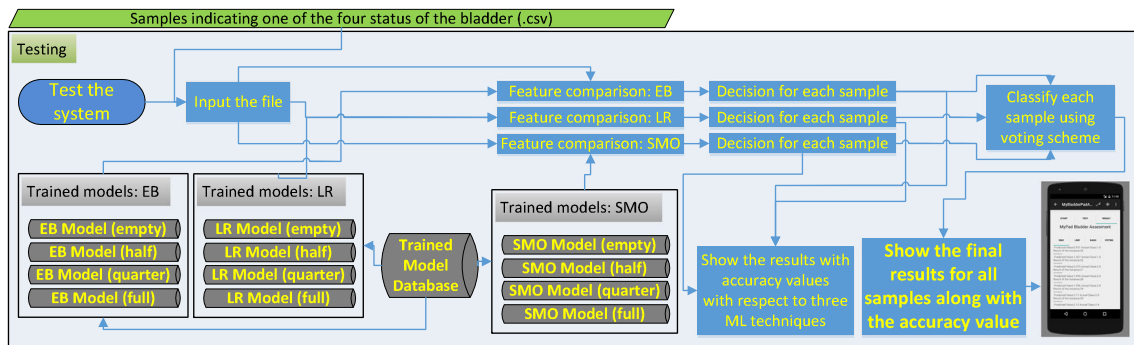 Samples indicating one of the four status of the bladder (.csv)
Testing
Test the
system
Input the file
Feature comparison: EB
Feature comparison: LR
Feature comparison: SMO
Decision for each sample
Decision for each sample
Decision for each sample
Classify each
sample using
voting scheme
Trained models: EB
EB Model (empty)
EB Model (half)
EB Model (quarter)
EB Model (full)
Trained models: LR
LR Model (empty)
LR Model (half)
LR Model (quarter)
LR Model (full)
Trained
Model
Database
Trained models: SMO
SMO Model (empty)
SMO Model (half)
SMO Model (quarter)
SMO Model (full)
Show the results with
accuracy values
with respect to three
ML techniques
Show the final
results for all
samples along with
the accuracy value
MyPad Bladder Assessment